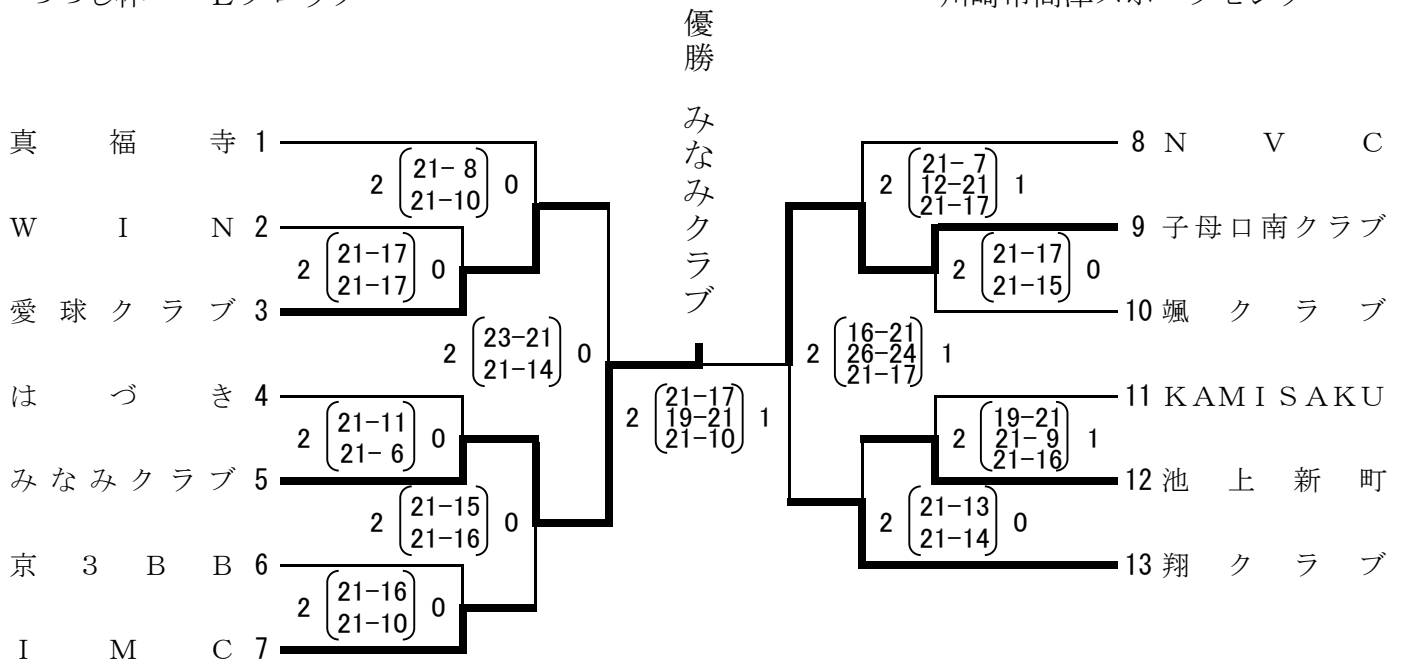 優勝 みなみクラブ
真福寺 1
2 21-8 21-10 0
WIN 2
2 21-17 21-17 0
愛球クラブ 3
2 23-21 21-14 0
はづき 4
2 21-11 21-6 0
みなみクラブ 5
2 21-15 21-16 0
京3BB 6
2 21-16 21-10 0
IMC 7
2 21-17 19-21 21-10 1
8 NVC
2 21-7 12-21 21-17 1
9 子母口南クラブ
2 21-17 21-15 0
10 颯クラブ
2 16-21 26-24 21-17 1
11 KAMISAKU
2 19-21 21-9 21-16 1
12 池上新町
2 21-13 21-14 0
13 翔クラブ